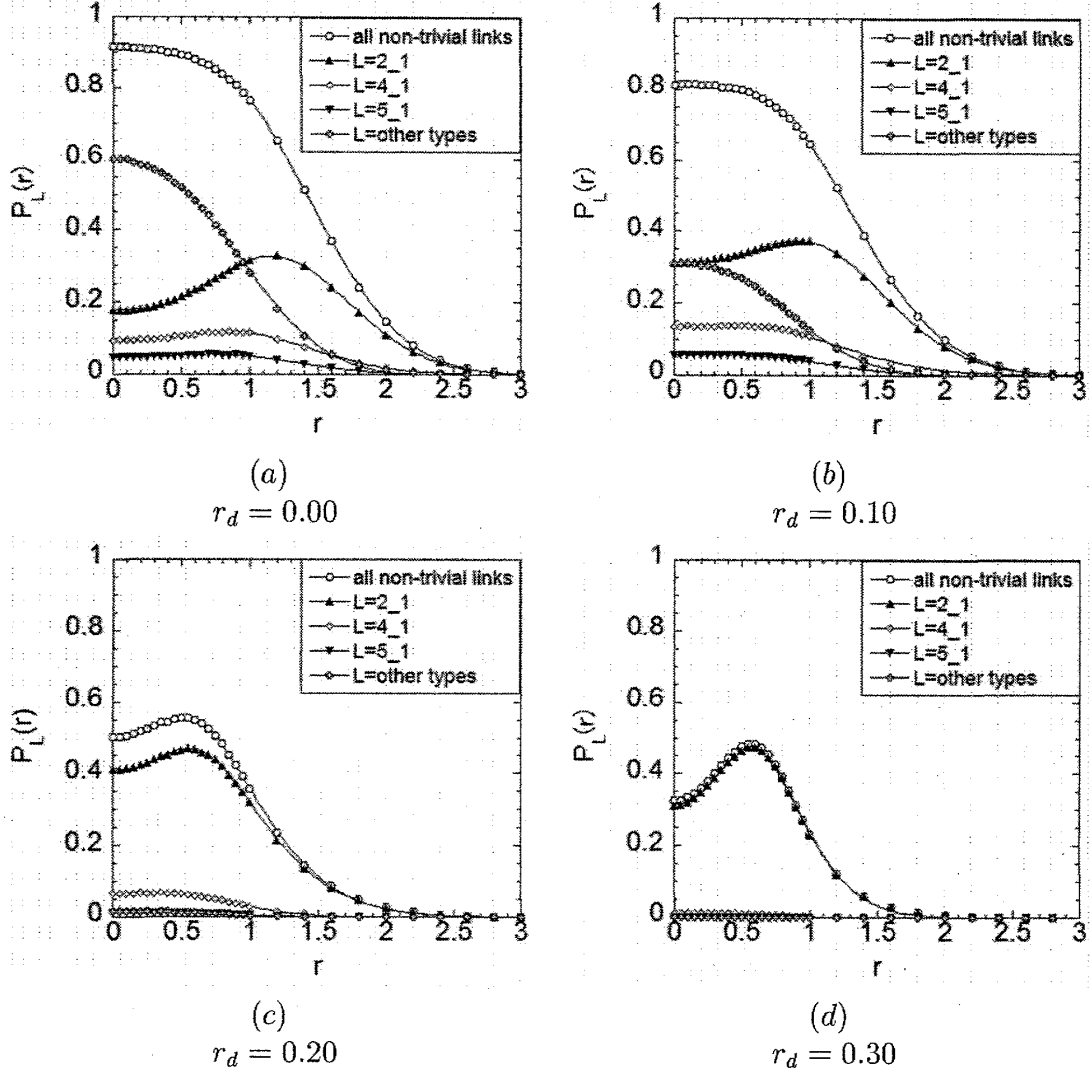 1
0.8
0.6
0.4
0.2
0
P_L(r)
all non-trivial links
L=2_1
L=4_1
L=5_1
L=other types
0 0.5 1 1.5 2 2.5 3
r
(a)
r_d = 0.00
1
0.8
0.6
0.4
0.2
0
P_L(r)
all non-trivial links
L=2_1
L=4_1
L=5_1
L=other types
0 0.5 1 1.5 2 2.5 3
r
(b)
r_d = 0.10
1
0.8
0.6
0.4
0.2
0
P_L(r)
all non-trivial links
L=2_1
L=4_1
L=5_1
L=other types
0 0.5 1 1.5 2 2.5 3
r
(c)
r_d = 0.20
1
0.8
0.6
0.4
0.2
0
P_L(r)
all non-trivial links
L=2_1
L=4_1
L=5_1
L=other types
0 0.5 1 1.5 2 2.5 3
r
(d)
r_d = 0.30